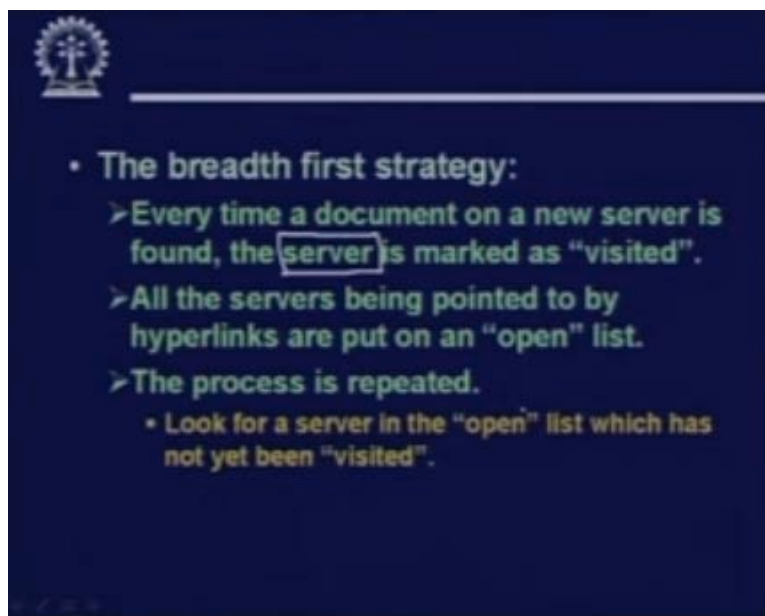 • The breadth first strategy:
➢Every time a document on a new server is
found, the server is marked as “visited”.
➢All the servers being pointed to by
hyperlinks are put on an “open” list.
➢The process is repeated.
▪ Look for a server in the “open” list which has
not yet been “visited”.